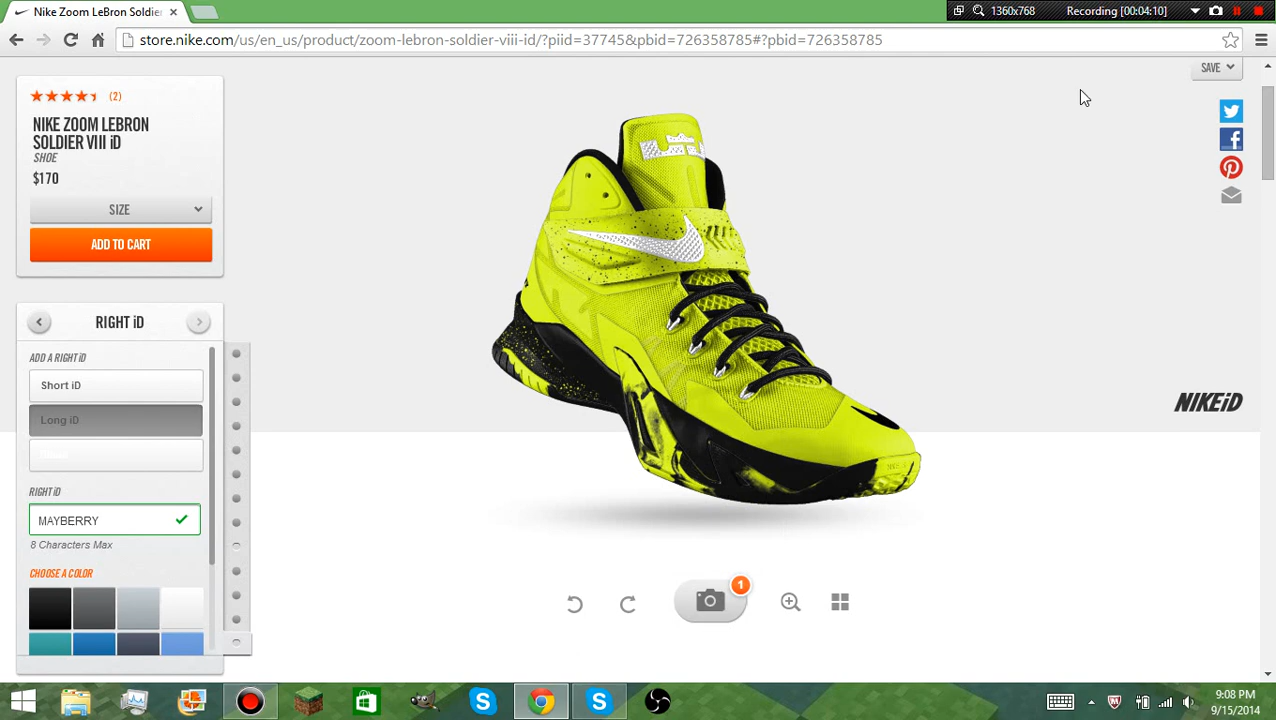 Nike Zoom LeBron Soldier
1360x768
Recording [00:04:10]
store.nike.com/us/en_us/product/zoom-lebron-soldier-viii-id/?piid=37745&pbid=726358785#?pbid=726358785
SAVE
(2)
NIKE ZOOM LEBRON
SOLDIER VIII iD
SHOE
$170
SIZE
ADD TO CART
RIGHT iD
ADD A RIGHT iD
Short iD
Long iD
RIGHT iD
MAYBERRY
8 Characters Max
CHOOSE A COLOR
NIKEiD
1
9:08 PM
9/15/2014